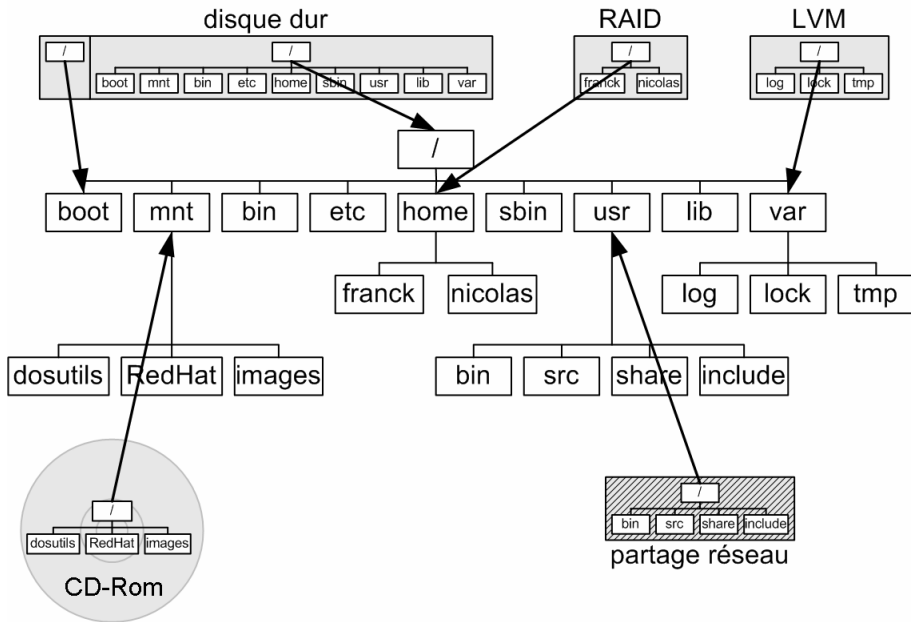 disque dur
RAID
LVM
/
/
/
/
boot mnt bin etc home sbin usr lib var
franck nicolas
log lock tmp
/
boot mnt bin etc home sbin usr lib var
franck nicolas
log lock tmp
dosutils RedHat images
bin src share include
/
dosutils RedHat images
CD-Rom
/
bin src share include
partage réseau